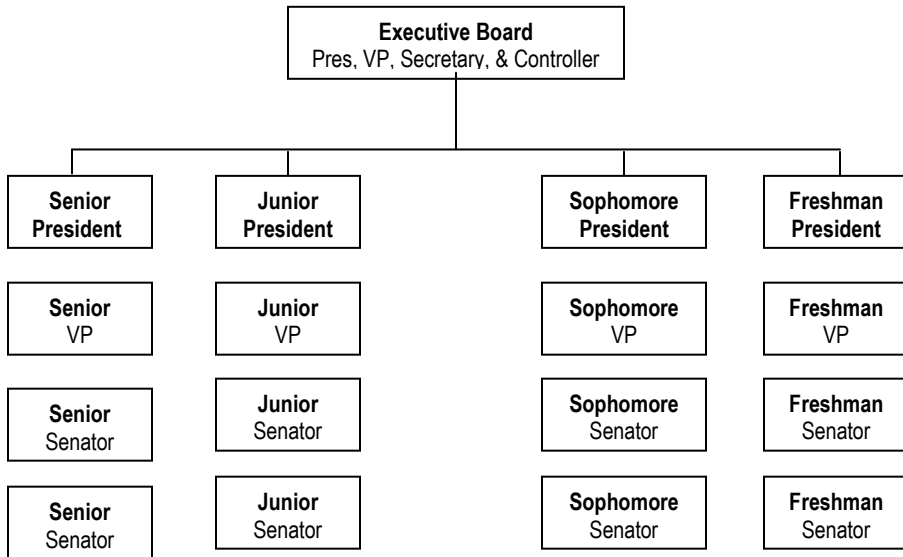 Executive Board
Pres, VP, Secretary, & Controller
Senior
President
Junior
President
Sophomore
President
Freshman
President
Senior
VP
Junior
VP
Sophomore
VP
Freshman
VP
Senior
Senator
Junior
Senator
Sophomore
Senator
Freshman
Senator
Senior
Senator
Junior
Senator
Sophomore
Senator
Freshman
Senator